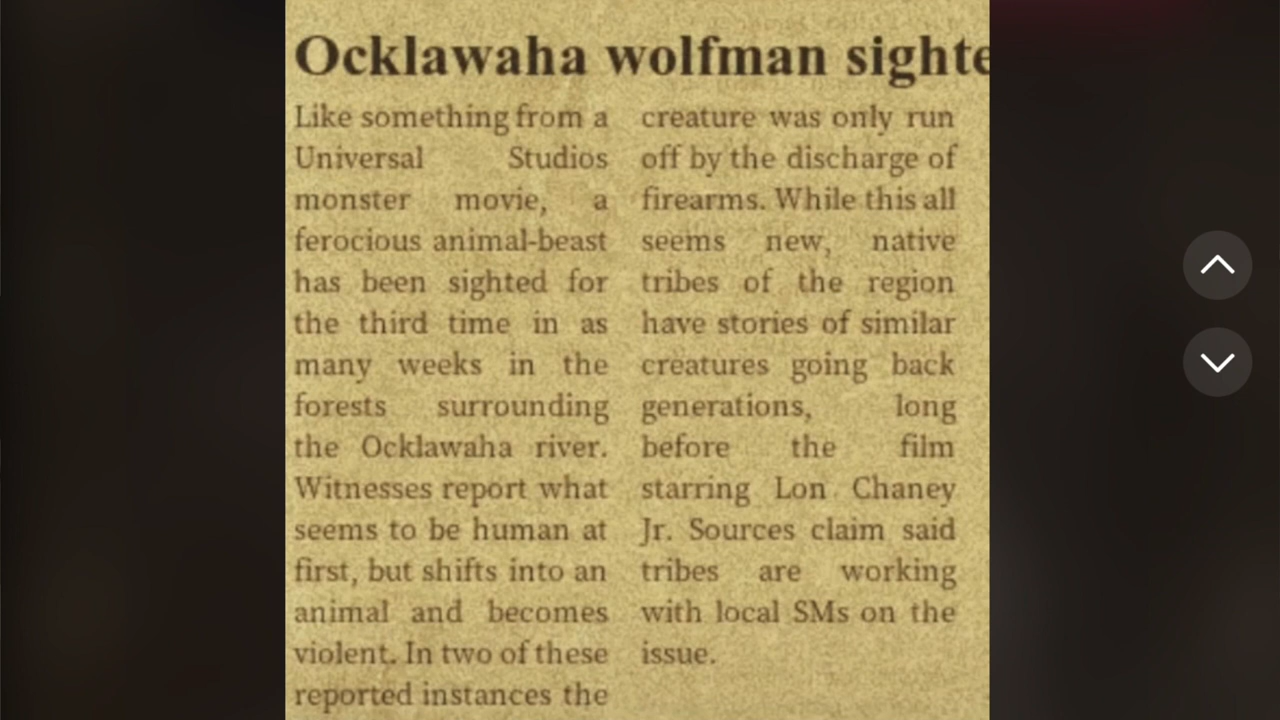 Ocklawaha wolfman sighte
Like something from a
Universal Studios
monster movie, a
ferocious animal-beast
has been sighted for
the third time in as
many weeks in the
forests surrounding
the Ocklawaha river.
Witnesses report what
seems to be human at
first, but shifts into an
animal and becomes
violent. In two of these
reported instances the
creature was only run
off by the discharge of
firearms. While this all
seems new, native
tribes of the region
have stories of similar
creatures going back
generations, long
before the film
starring Lon Chaney
Jr. Sources claim said
tribes are working
with local SMs on the
issue.